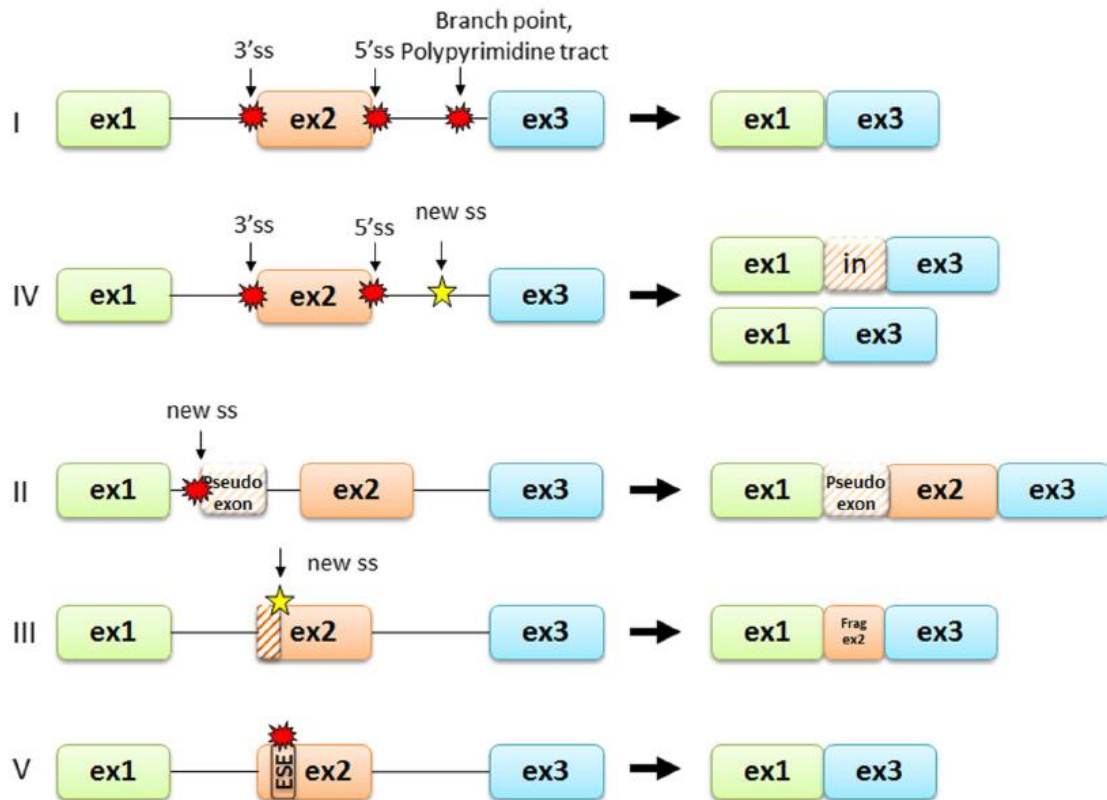 Branch point,
3'ss 5'ss Polypyrimidine tract
I ex1 ex2 ex3 ex1 ex3
3'ss 5'ss new ss
IV ex1 ex2 ex3 ex1 in ex3
ex1 ex3
new ss
II ex1 Pseudo exon ex2 ex3 ex1 Pseudo exon ex2 ex3
new ss
III ex1 ex2 ex3 ex1 Frag ex2 ex3
V ex1 ESE ex2 ex3 ex1 ex3